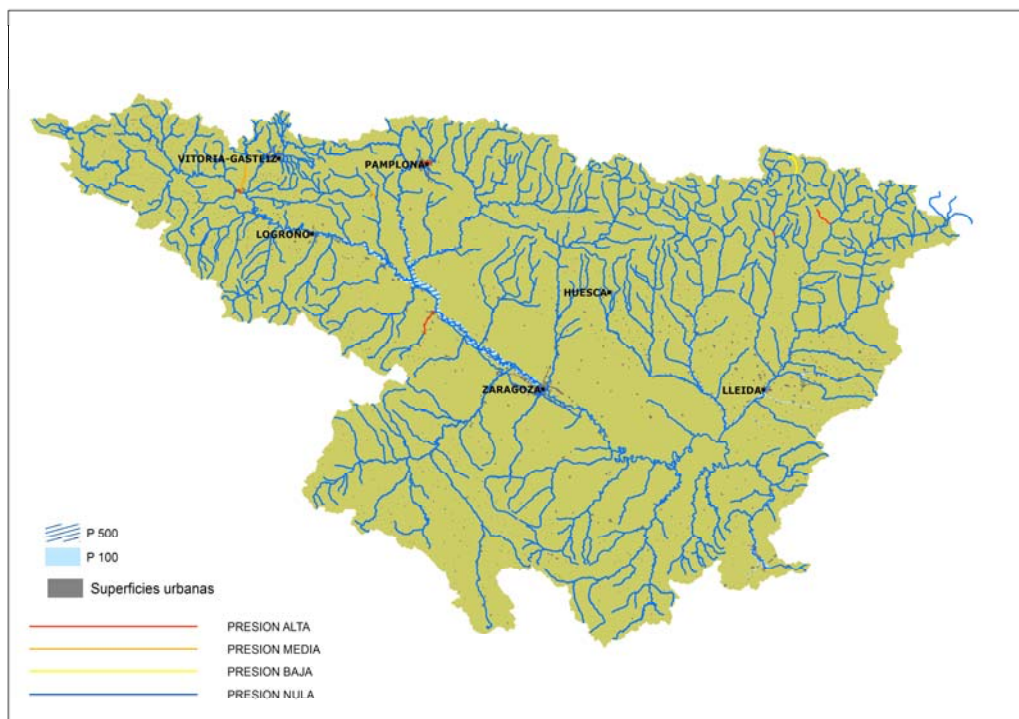 VITORIA-GASTEIZ
PAMPLONA
LOGROÑO
HUESCA
ZARAGOZA
LLEIDA
P 500
P 100
Superficies urbanas
PRESION ALTA
PRESION MEDIA
PRESION BAJA
PRESION NULA